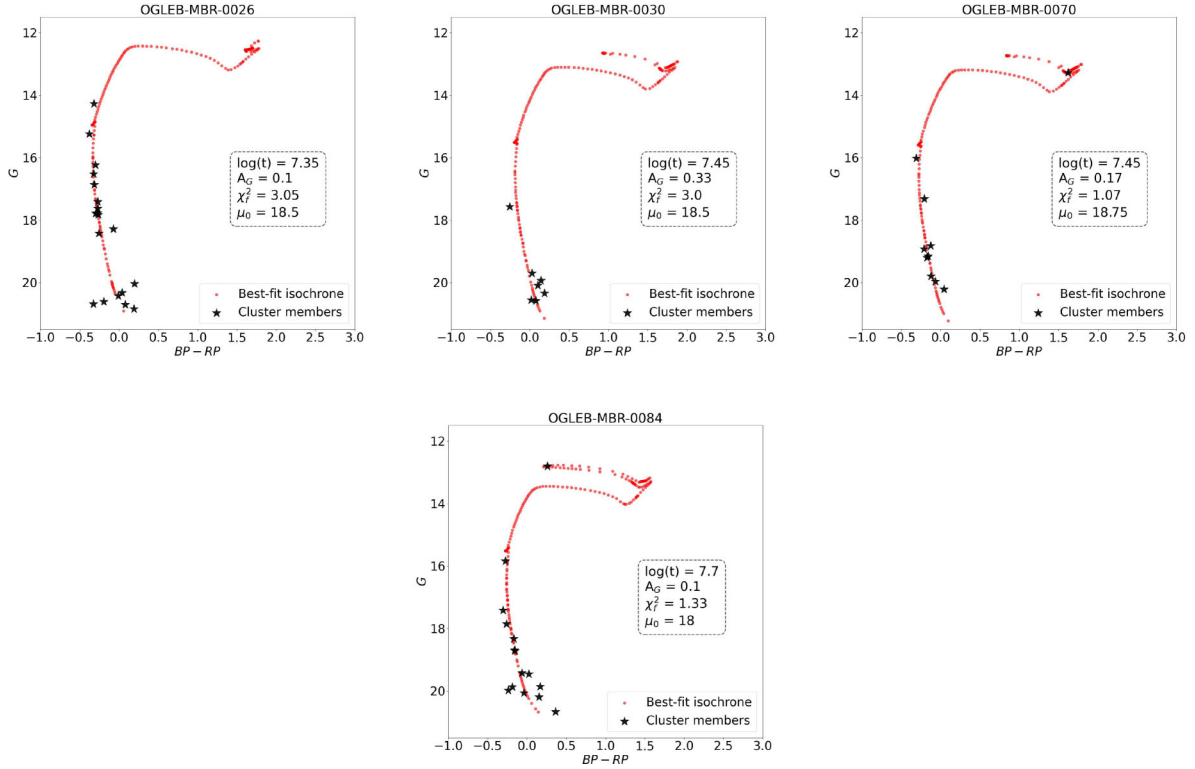 OGLEB-MBR-0026
12
14
16
18
20
G
log(t) = 7.35
A_G = 0.1
χ_r^2 = 3.05
μ_0 = 18.5
Best-fit isochrone
Cluster members
−1.0 −0.5 0.0 0.5 1.0 1.5 2.0 2.5 3.0
BP − RP
OGLEB-MBR-0030
12
14
16
18
20
G
log(t) = 7.45
A_G = 0.33
χ_r^2 = 3.0
μ_0 = 18.5
Best-fit isochrone
Cluster members
−1.0 −0.5 0.0 0.5 1.0 1.5 2.0 2.5 3.0
BP − RP
OGLEB-MBR-0070
12
14
16
18
20
G
log(t) = 7.45
A_G = 0.17
χ_r^2 = 1.07
μ_0 = 18.75
Best-fit isochrone
Cluster members
−1.0 −0.5 0.0 0.5 1.0 1.5 2.0 2.5 3.0
BP − RP
OGLEB-MBR-0084
12
14
16
18
20
G
log(t) = 7.7
A_G = 0.1
χ_r^2 = 1.33
μ_0 = 18
Best-fit isochrone
Cluster members
−1.0 −0.5 0.0 0.5 1.0 1.5 2.0 2.5 3.0
BP − RP